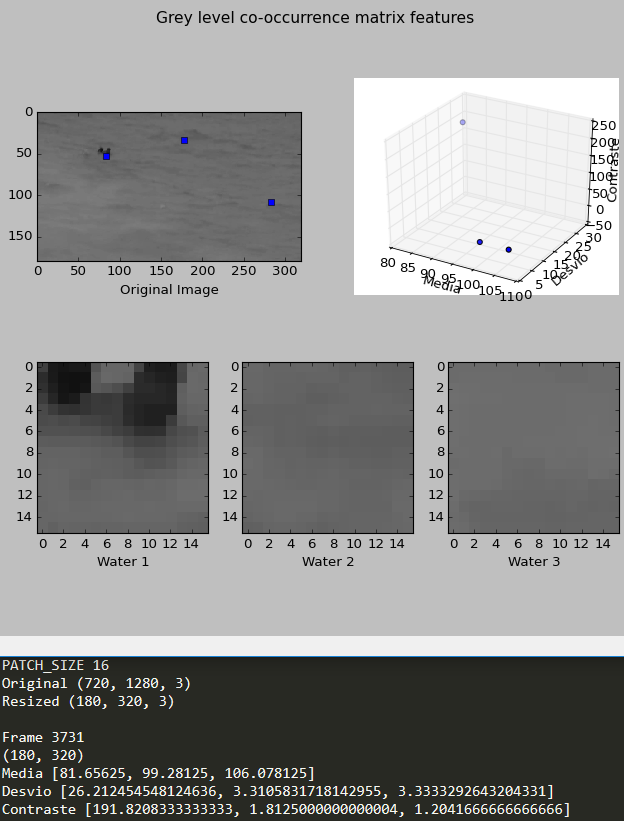 Grey level co-occurrence matrix features
0
50
100
150
0 50 100 150 200 250 300
Original Image
250
200
150
100
50
0
−50
Contraste
30
25
20
15
10
5
0
Desvio
80 85 90 95 100 105 110
Media
0
2
4
6
8
10
12
14
0 2 4 6 8 10 12 14
Water 1
0
2
4
6
8
10
12
14
0 2 4 6 8 10 12 14
Water 2
0
2
4
6
8
10
12
14
0 2 4 6 8 10 12 14
Water 3
PATCH_SIZE 16
Original (720, 1280, 3)
Resized (180, 320, 3)
Frame 3731
(180, 320)
Media [81.65625, 99.28125, 106.078125]
Desvio [26.212454548124636, 3.3105831718142955, 3.3333292643204331]
Contraste [191.8208333333333, 1.8125000000000004, 1.2041666666666666]